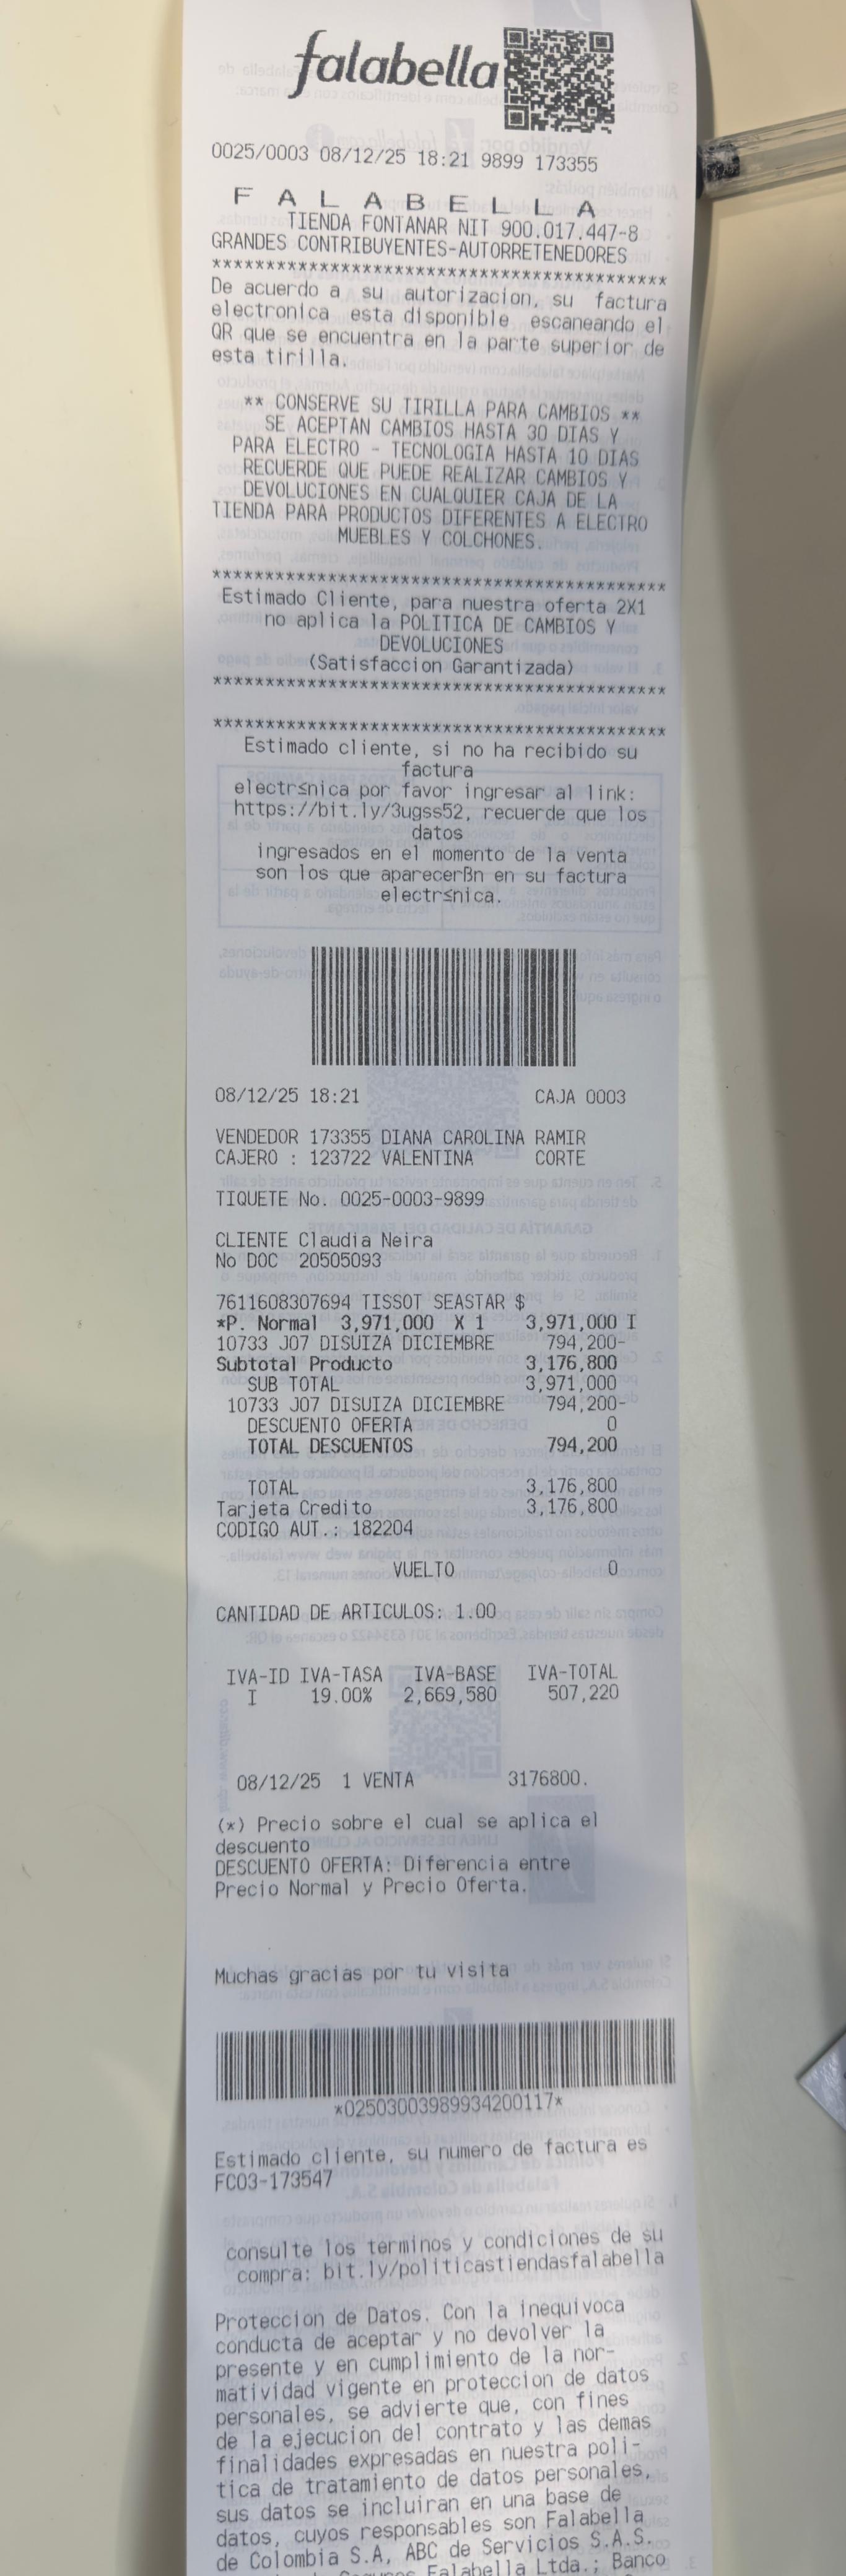 falabella
0025/0003 08/12/25 18:21 9899 173355
F A L A B E L L A
TIENDA FONTANAR NIT 900.017.447-8
GRANDES CONTRIBUYENTES-AUTORRETENEDORES
******************************************
De acuerdo a su autorizacion, su factura
electronica esta disponible escaneando el
QR que se encuentra en la parte superior de
esta tirilla.
** CONSERVE SU TIRILLA PARA CAMBIOS **
SE ACEPTAN CAMBIOS HASTA 30 DIAS Y
PARA ELECTRO - TECNOLOGIA HASTA 10 DIAS
RECUERDE QUE PUEDE REALIZAR CAMBIOS Y
DEVOLUCIONES EN CUALQUIER CAJA DE LA
TIENDA PARA PRODUCTOS DIFERENTES A ELECTRO
MUEBLES Y COLCHONES.
******************************************
Estimado Cliente, para nuestra oferta 2X1
no aplica la POLITICA DE CAMBIOS Y
DEVOLUCIONES
(Satisfaccion Garantizada)
******************************************
******************************************
Estimado cliente, si no ha recibido su
factura
electr≤nica por favor ingresar al link:
https://bit.ly/3ugss52, recuerde que los
datos
ingresados en el momento de la venta
son los que aparecerßn en su factura
electr≤nica.
08/12/25 18:21 CAJA 0003
VENDEDOR 173355 DIANA CAROLINA RAMIR
CAJERO : 123722 VALENTINA CORTE
TIQUETE No. 0025-0003-9899
CLIENTE Claudia Neira
No DOC 20505093
7611608307694 TISSOT SEASTAR $
*P. Normal 3,971,000 X 1 3,971,000 I
10733 J07 DISUIZA DICIEMBRE 794,200-
Subtotal Producto 3,176,800
SUB TOTAL 3,971,000
10733 J07 DISUIZA DICIEMBRE 794,200-
DESCUENTO OFERTA 0
TOTAL DESCUENTOS 794,200
TOTAL 3,176,800
Tarjeta Credito 3,176,800
CODIGO AUT.: 182204
VUELTO 0
CANTIDAD DE ARTICULOS: 1.00
IVA-ID IVA-TASA IVA-BASE IVA-TOTAL
I 19.00% 2,669,580 507,220
08/12/25 1 VENTA 3176800.
(*) Precio sobre el cual se aplica el
descuento
DESCUENTO OFERTA: Diferencia entre
Precio Normal y Precio Oferta.
Muchas gracias por tu visita
*02503003989934200117*
Estimado cliente, su numero de factura es
FC03-173547
consulte los terminos y condiciones de su
compra: bit.ly/politicastiendasfalabella
Proteccion de Datos. Con la inequivoca
conducta de aceptar y no devolver la
presente y en cumplimiento de la nor-
matividad vigente en proteccion de datos
personales, se advierte que, con fines
de la ejecucion del contrato y las demas
finalidades expresadas en nuestra poli-
tica de tratamiento de datos personales,
sus datos se incluiran en una base de
datos, cuyos responsables son Falabella
de Colombia S.A, ABC de Servicios S.A.S.
Seguros Falabella Ltda.; Banco